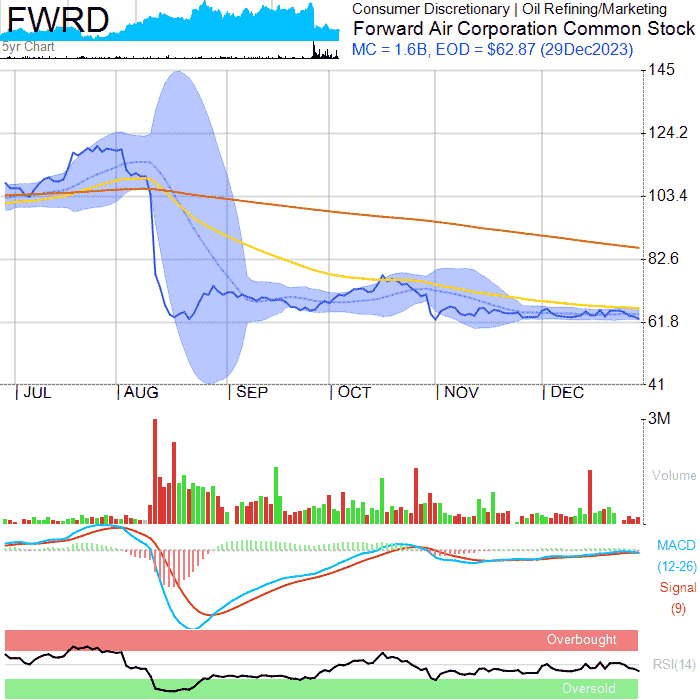 FWRD
5yr Chart
Consumer Discretionary | Oil Refining/Marketing
Forward Air Corporation Common Stock
MC = 1.6B, EOD = $62.87 (29Dec2023)
145
124.2
103.4
82.6
61.8
41
JUL AUG SEP OCT NOV DEC
3M
Volume
MACD
(12-26)
Signal
(9)
Overbought
RSI(14)
Oversold